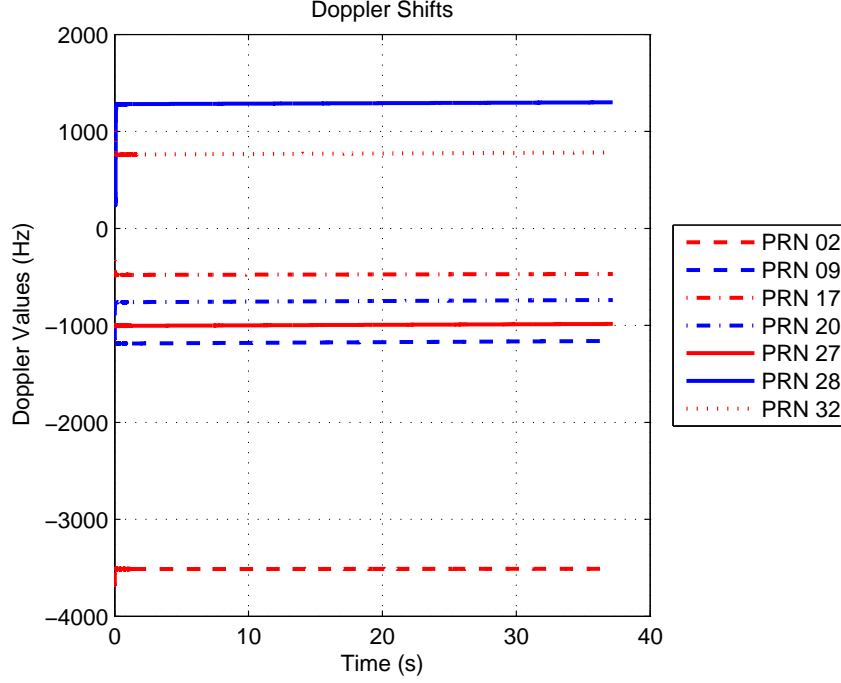 Doppler Shifts
2000
1000
0
−1000
−2000
−3000
−4000
Doppler Values (Hz)
0
10
20
30
40
Time (s)
PRN 02
PRN 09
PRN 17
PRN 20
PRN 27
PRN 28
PRN 32